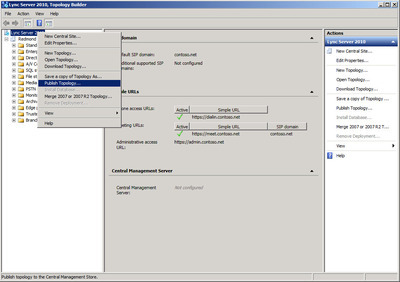 Lync Server 2010, Topology Builder
File Action View Help
Lync Server 2010
Redmond
Stand
Enter
Direc
A/V C
SQL s
File st
Media
PSTN
Monito
Archiv
Edge
Truste
Branc
New Central Site...
Edit Properties...
New Topology...
Open Topology...
Download Topology...
Save a copy of Topology As...
Publish Topology...
Install Database...
Merge 2007 or 2007 R2 Topology...
Remove Deployment...
View
Help
domain
fault SIP domain: contoso.net
ditional supported SIP Not configured
mains:
ple URLs
one access URLs: Active Simple URL
https://dialin.contoso.net
eting URLs: Active Simple URL SIP domain
https://meet.contoso.net contoso.net
Administrative access https://admin.contoso.net
URL:
Central Management Server
Central Management Not configured
Server:
Actions
Lync Server 2010
New Central Site...
Edit Properties...
New Topology...
Open Topology...
Download Topology...
Save a copy of Topology ...
Publish Topology...
Install Database...
Merge 2007 or 2007 R2 ...
Remove Deployment...
View
Help
Publish topology to the Central Management Store.